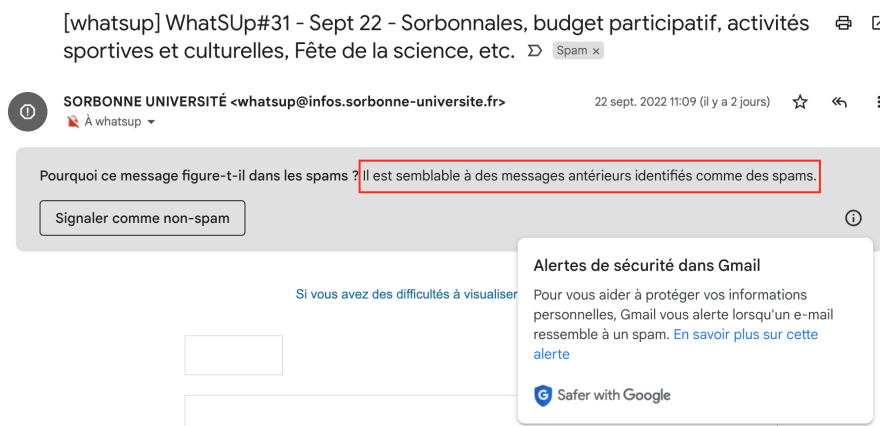 [whatsup] WhatSUp#31 - Sept 22 - Sorbonnales, budget participatif, activités
sportives et culturelles, Fête de la science, etc. Spam ×
SORBONNE UNIVERSITÉ <whatsup@infos.sorbonne-universite.fr> 22 sept. 2022 11:09 (il y a 2 jours)
À whatsup
Pourquoi ce message figure-t-il dans les spams ? Il est semblable à des messages antérieurs identifiés comme des spams.
Signaler comme non-spam
Si vous avez des difficultés à visualiser
Alertes de sécurité dans Gmail
Pour vous aider à protéger vos informations
personnelles, Gmail vous alerte lorsqu'un e-mail
ressemble à un spam. En savoir plus sur cette
alerte
Safer with Google